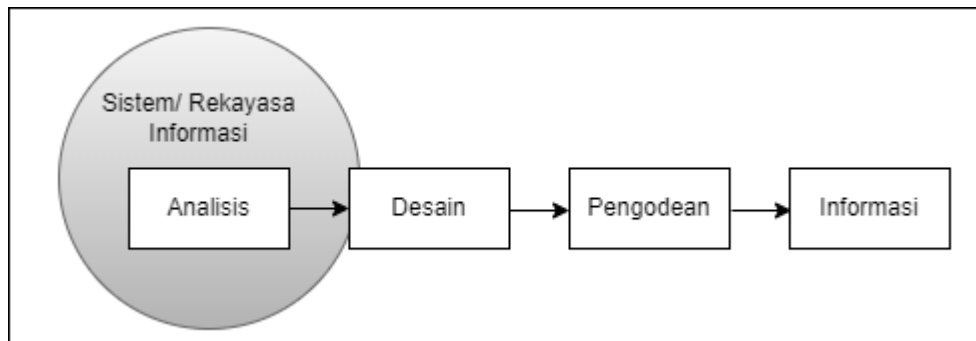 Sistem/ Rekayasa
Informasi
Analisis
Desain
Pengodean
Informasi